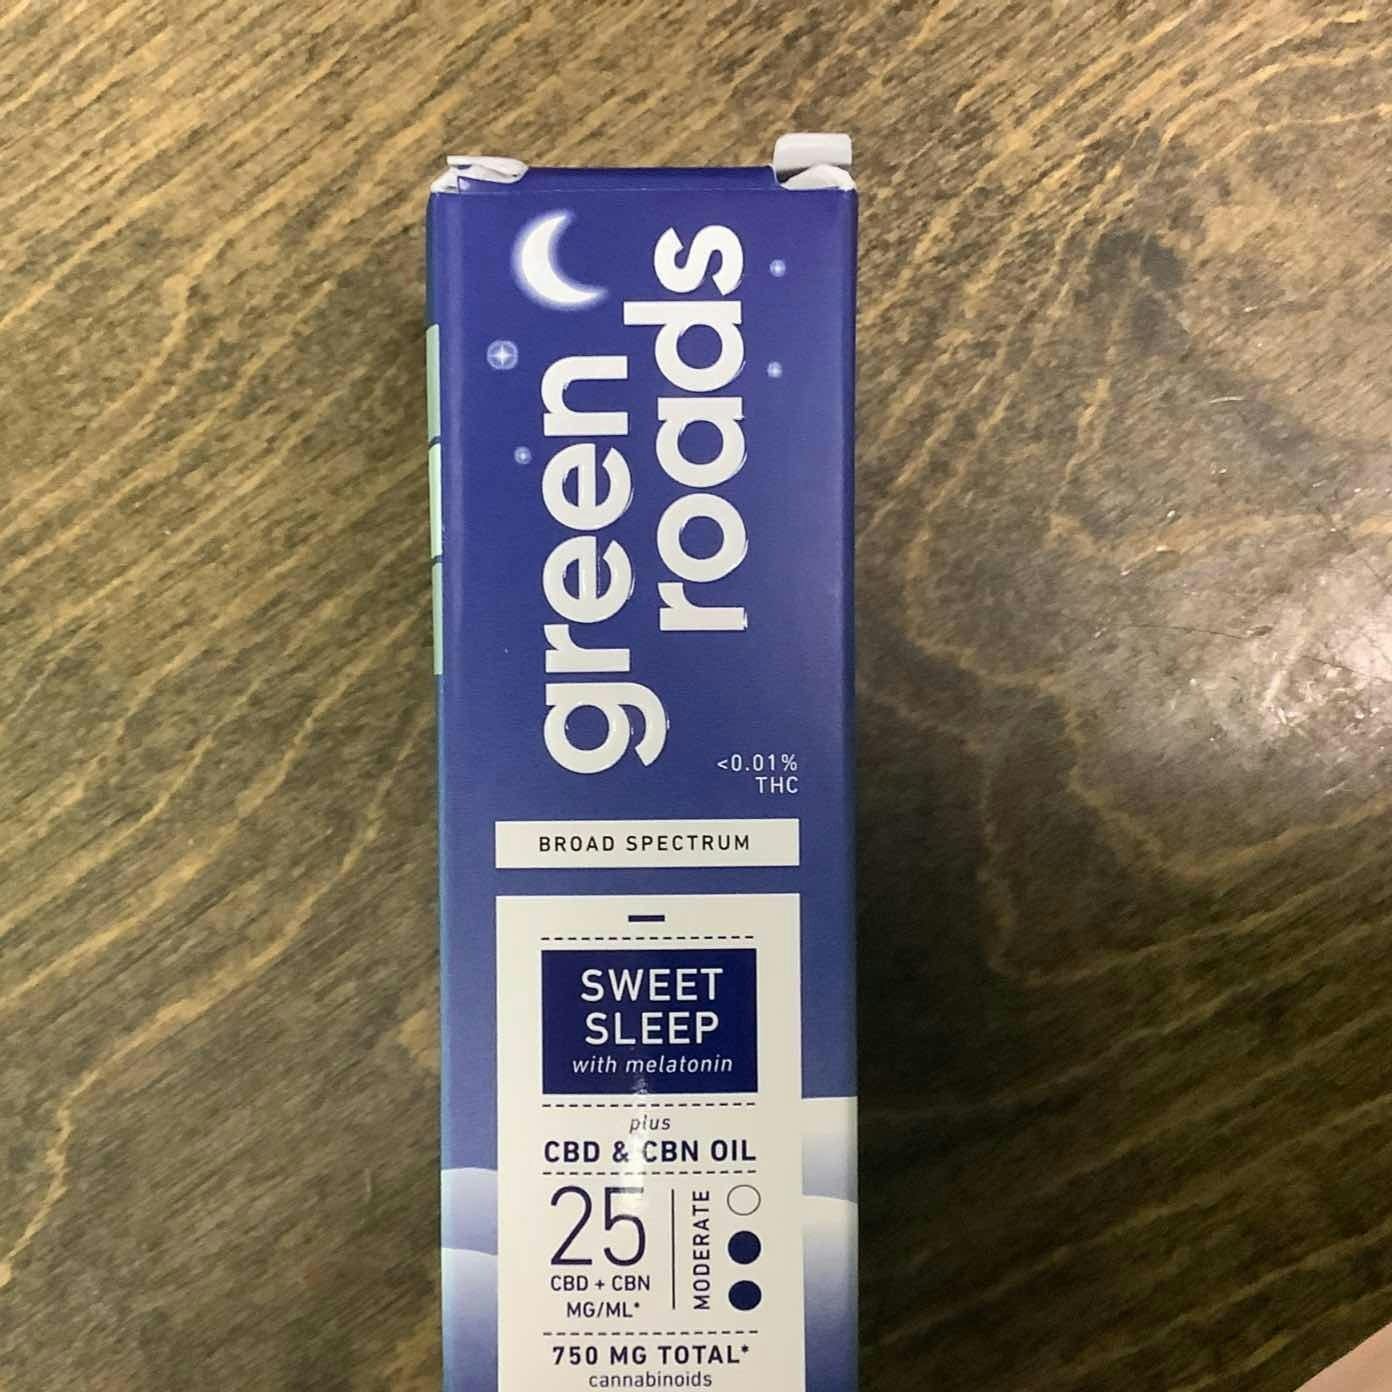 green
roads
<0.01%
THC
BROAD SPECTRUM
SWEET
SLEEP
with melatonin
plus
CBD & CBN OIL
25
CBD + CBN
MG/ML*
MODERATE
750 MG TOTAL*
cannabinoids